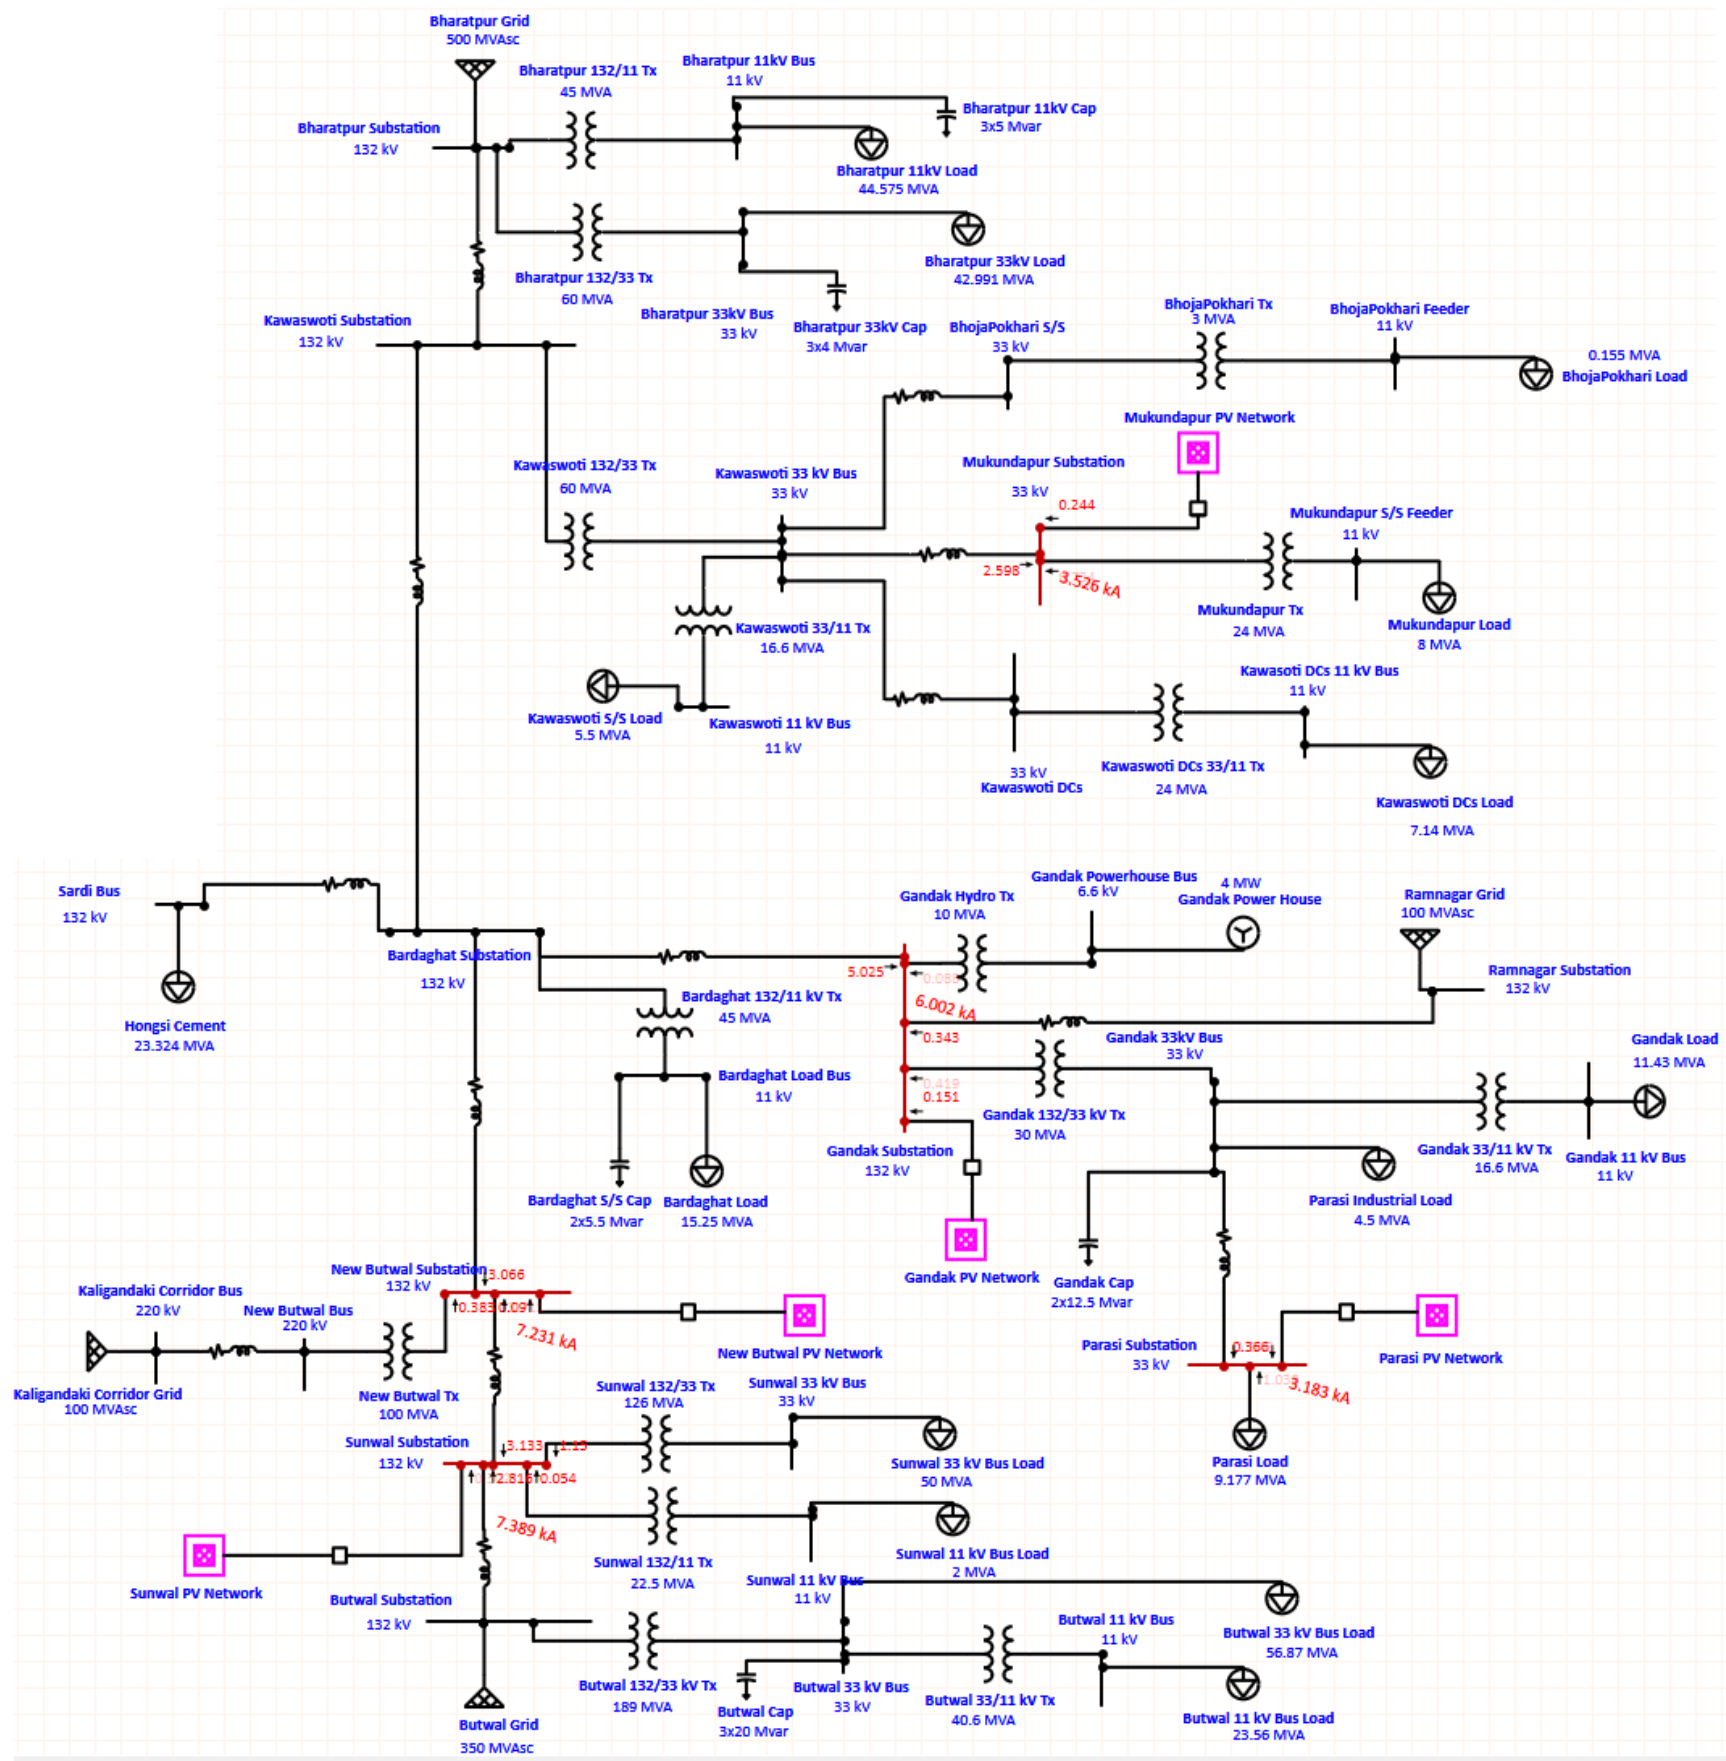 Bharatpur Grid
500 MVAsc
Bharatpur 132/11 Tx
45 MVA
Bharatpur 11kV Bus
11 kV
Bharatpur 11kV Cap
3x5 Mvar
Bharatpur Substation
132 kV
Bharatpur 11kV Load
44.575 MVA
Bharatpur 132/33 Tx
60 MVA
Bharatpur 33kV Load
42.991 MVA
Bharatpur 33kV Bus
33 kV
Bharatpur 33kV Cap
3x4 Mvar
Kawaswoti Substation
132 kV
BhojaPokhari S/S
33 kV
BhojaPokhari Tx
3 MVA
BhojaPokhari Feeder
11 kV
0.155 MVA
BhojaPokhari Load
Mukundapur PV Network
Kawaswoti 132/33 Tx
60 MVA
Kawaswoti 33 kV Bus
33 kV
Mukundapur Substation
33 kV
0.244
2.598
3.526 kA
Mukundapur S/S Feeder
11 kV
Mukundapur Tx
24 MVA
Mukundapur Load
8 MVA
Kawaswoti 33/11 Tx
16.6 MVA
Kawaswoti S/S Load
5.5 MVA
Kawaswoti 11 kV Bus
11 kV
Kawasoti DCs 11 kV Bus
11 kV
33 kV
Kawaswoti DCs
Kawaswoti DCs 33/11 Tx
24 MVA
Kawaswoti DCs Load
7.14 MVA
Sardi Bus
132 kV
Hongsi Cement
23.324 MVA
Bardaghat Substation
132 kV
Bardaghat 132/11 kV Tx
45 MVA
Bardaghat Load Bus
11 kV
Bardaghat S/S Cap
2x5.5 Mvar
Bardaghat Load
15.25 MVA
Gandak Hydro Tx
10 MVA
Gandak Powerhouse Bus
6.6 kV
4 MW
Gandak Power House
Ramnagar Grid
100 MVAsc
Ramnagar Substation
132 kV
5.025
6.002 kA
0.343
0.419
0.151
Gandak 33kV Bus
33 kV
Gandak Load
11.43 MVA
Gandak 132/33 kV Tx
30 MVA
Gandak Substation
132 kV
Gandak 33/11 kV Tx
16.6 MVA
Gandak 11 kV Bus
11 kV
Parasi Industrial Load
4.5 MVA
Gandak PV Network
Gandak Cap
2x12.5 Mvar
Parasi Substation
33 kV
0.366
3.183 kA
Parasi PV Network
Parasi Load
9.177 MVA
New Butwal Substation
132 kV
3.066
0.383
7.231 kA
New Butwal PV Network
Kaligandaki Corridor Bus
220 kV
New Butwal Bus
220 kV
Kaligandaki Corridor Grid
100 MVAsc
New Butwal Tx
100 MVA
Sunwal 132/33 Tx
126 MVA
Sunwal 33 kV Bus
33 kV
Sunwal Substation
132 kV
3.133
1.15
0.054
7.389 kA
Sunwal 33 kV Bus Load
50 MVA
Sunwal 132/11 Tx
22.5 MVA
Sunwal 11 kV Bus Load
2 MVA
Sunwal 11 kV Bus
11 kV
Sunwal PV Network
Butwal Substation
132 kV
Butwal 33 kV Bus Load
56.87 MVA
Butwal 11 kV Bus
11 kV
Butwal 132/33 kV Tx
189 MVA
Butwal Cap
3x20 Mvar
Butwal 33 kV Bus
33 kV
Butwal 33/11 kV Tx
40.6 MVA
Butwal 11 kV Bus Load
23.56 MVA
Butwal Grid
350 MVAsc